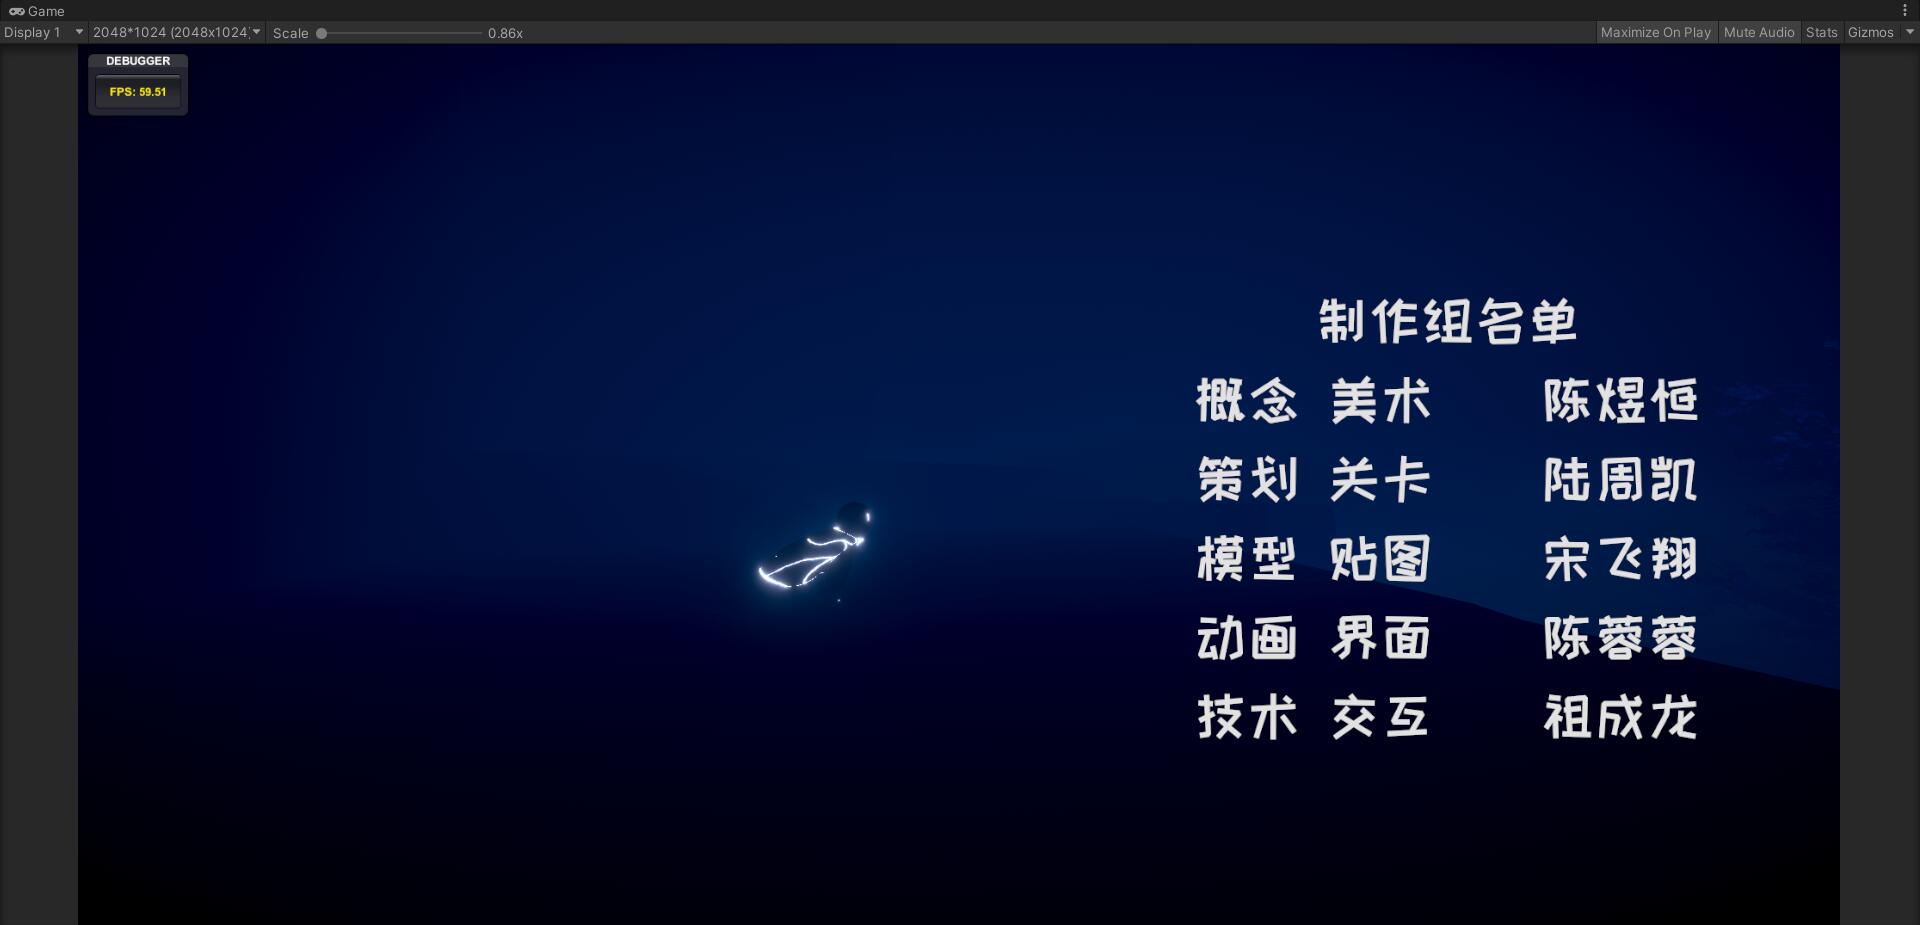 Game
Display 1 2048*1024 (2048x1024) Scale 0.86x Maximize On Play Mute Audio Stats Gizmos
DEBUGGER
FPS: 59.51
制作组名单
概念 美术 陈煜恒
策划 关卡 陆周凯
模型 贴图 宋飞翔
动画 界面 陈蓉蓉
技术 交互 祖成龙